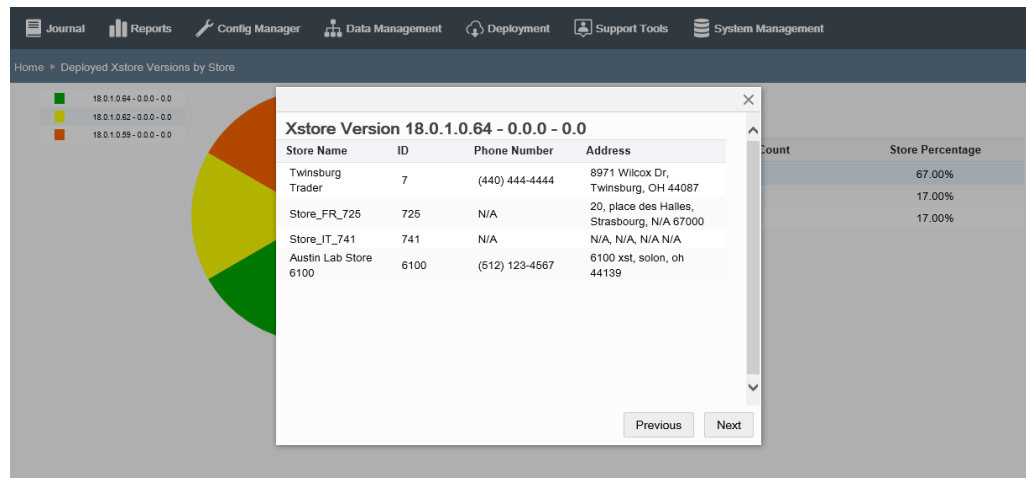 Journal Reports Config Manager Data Management Deployment Support Tools System Management
Home Deployed Xstore Versions by Store
18.0.1.0.64 - 0.0.0 - 0.0
18.0.1.0.62 - 0.0.0 - 0.0
18.0.1.0.59 - 0.0.0 - 0.0
Xstore Version 18.0.1.0.64 - 0.0.0 - 0.0
Store Name ID Phone Number Address
Twinsburg Trader 7 (440) 444-4444 8971 Wilcox Dr,
Twinsburg, OH 44087
Store_FR_725 725 N/A 20, place des Halles,
Strasbourg, N/A 67000
Store_IT_741 741 N/A N/A, N/A, N/A N/A
Austin Lab Store
6100 6100 (512) 123-4567 6100 xst, solon, oh
44139
Previous Next
Count Store Percentage
67.00%
17.00%
17.00%